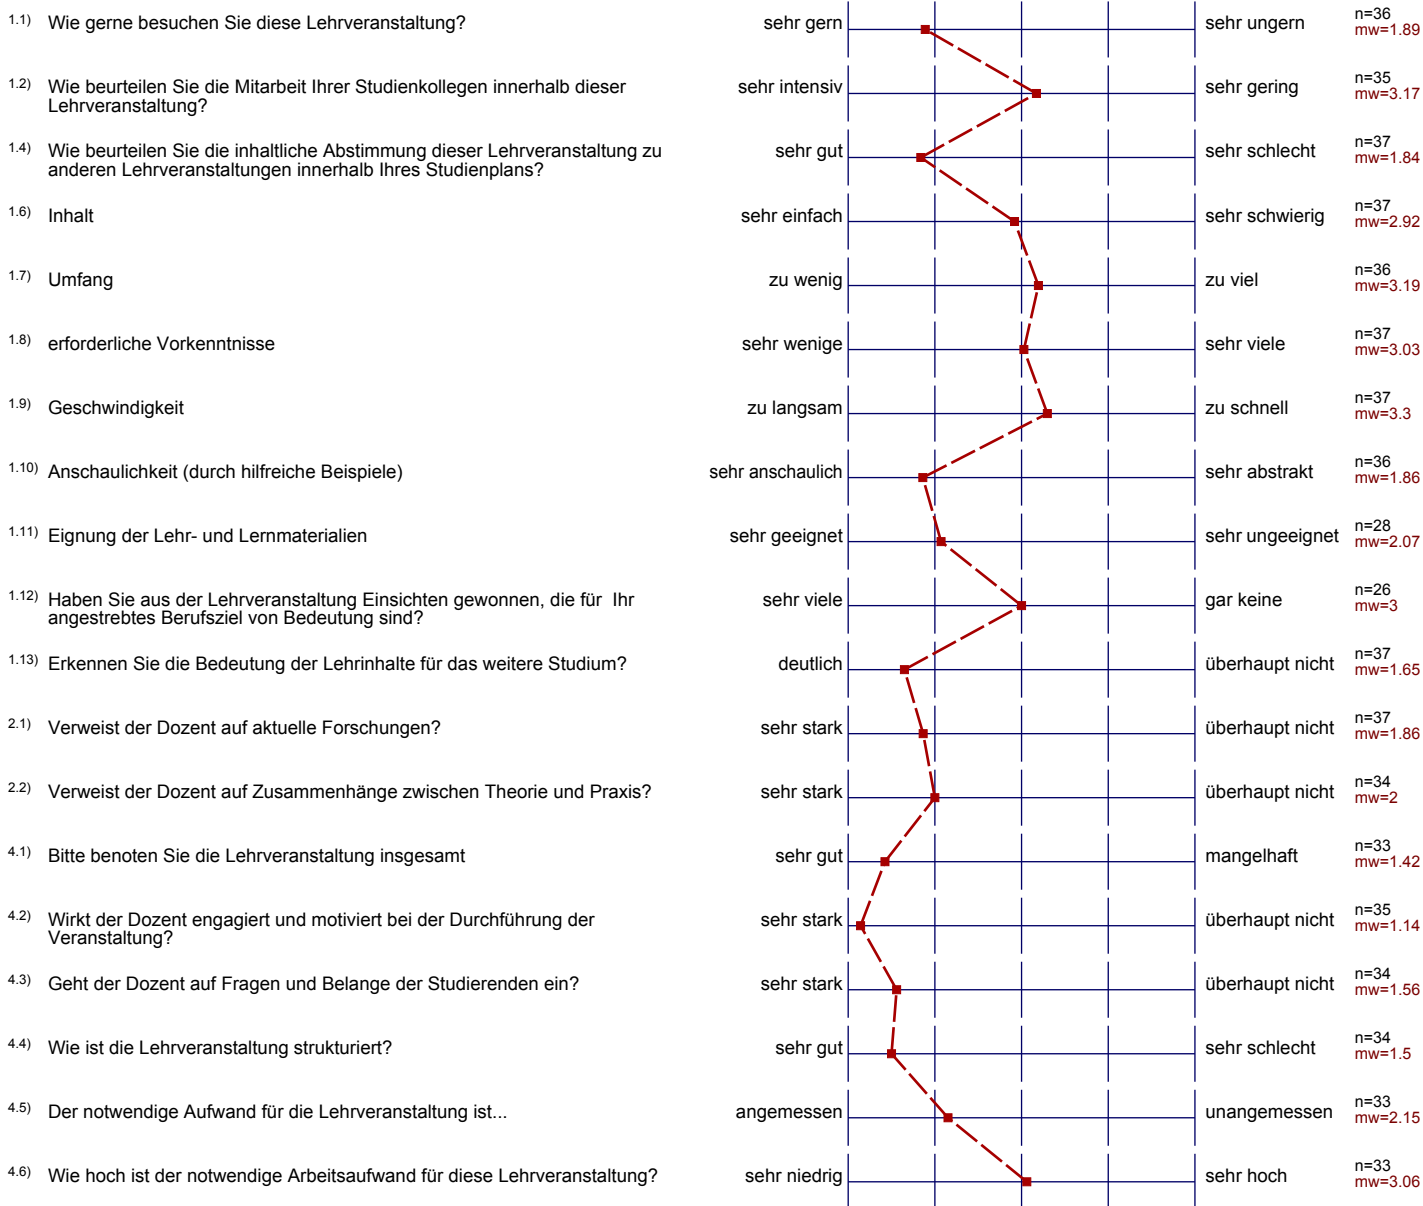 1.1) Wie gerne besuchen Sie diese Lehrveranstaltung? sehr gern sehr ungern n=36
mw=1.89
1.2) Wie beurteilen Sie die Mitarbeit Ihrer Studienkollegen innerhalb dieser sehr intensiv sehr gering n=35
Lehrveranstaltung? mw=3.17
1.4) Wie beurteilen Sie die inhaltliche Abstimmung dieser Lehrveranstaltung zu sehr gut sehr schlecht n=37
anderen Lehrveranstaltungen innerhalb Ihres Studienplans? mw=1.84
1.6) Inhalt sehr einfach sehr schwierig n=37
mw=2.92
1.7) Umfang zu wenig zu viel n=36
mw=3.19
1.8) erforderliche Vorkenntnisse sehr wenige sehr viele n=37
mw=3.03
1.9) Geschwindigkeit zu langsam zu schnell n=37
mw=3.3
1.10) Anschaulichkeit (durch hilfreiche Beispiele) sehr anschaulich sehr abstrakt n=36
mw=1.86
1.11) Eignung der Lehr- und Lernmaterialien sehr geeignet sehr ungeeignet n=28
mw=2.07
1.12) Haben Sie aus der Lehrveranstaltung Einsichten gewonnen, die für Ihr sehr viele gar keine n=26
angestrebtes Berufsziel von Bedeutung sind? mw=3
1.13) Erkennen Sie die Bedeutung der Lehrinhalte für das weitere Studium? deutlich überhaupt nicht n=37
mw=1.65
2.1) Verweist der Dozent auf aktuelle Forschungen? sehr stark überhaupt nicht n=37
mw=1.86
2.2) Verweist der Dozent auf Zusammenhänge zwischen Theorie und Praxis? sehr stark überhaupt nicht n=34
mw=2
4.1) Bitte benoten Sie die Lehrveranstaltung insgesamt sehr gut mangelhaft n=33
mw=1.42
4.2) Wirkt der Dozent engagiert und motiviert bei der Durchführung der sehr stark überhaupt nicht n=35
Veranstaltung? mw=1.14
4.3) Geht der Dozent auf Fragen und Belange der Studierenden ein? sehr stark überhaupt nicht n=34
mw=1.56
4.4) Wie ist die Lehrveranstaltung strukturiert? sehr gut sehr schlecht n=34
mw=1.5
4.5) Der notwendige Aufwand für die Lehrveranstaltung ist... angemessen unangemessen n=33
mw=2.15
4.6) Wie hoch ist der notwendige Arbeitsaufwand für diese Lehrveranstaltung? sehr niedrig sehr hoch n=33
mw=3.06